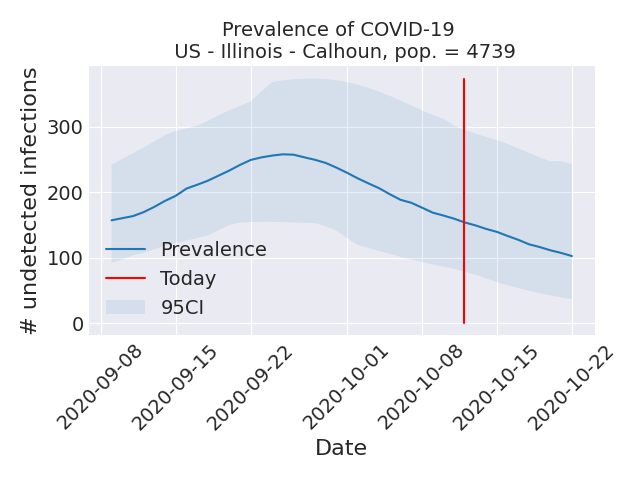 Prevalence of COVID-19
US - Illinois - Calhoun, pop. = 4739
# undetected infections
300
200
100
0
Prevalence
Today
95CI
2020-09-08
2020-09-15
2020-09-22
2020-10-01
2020-10-08
2020-10-15
2020-10-22
Date